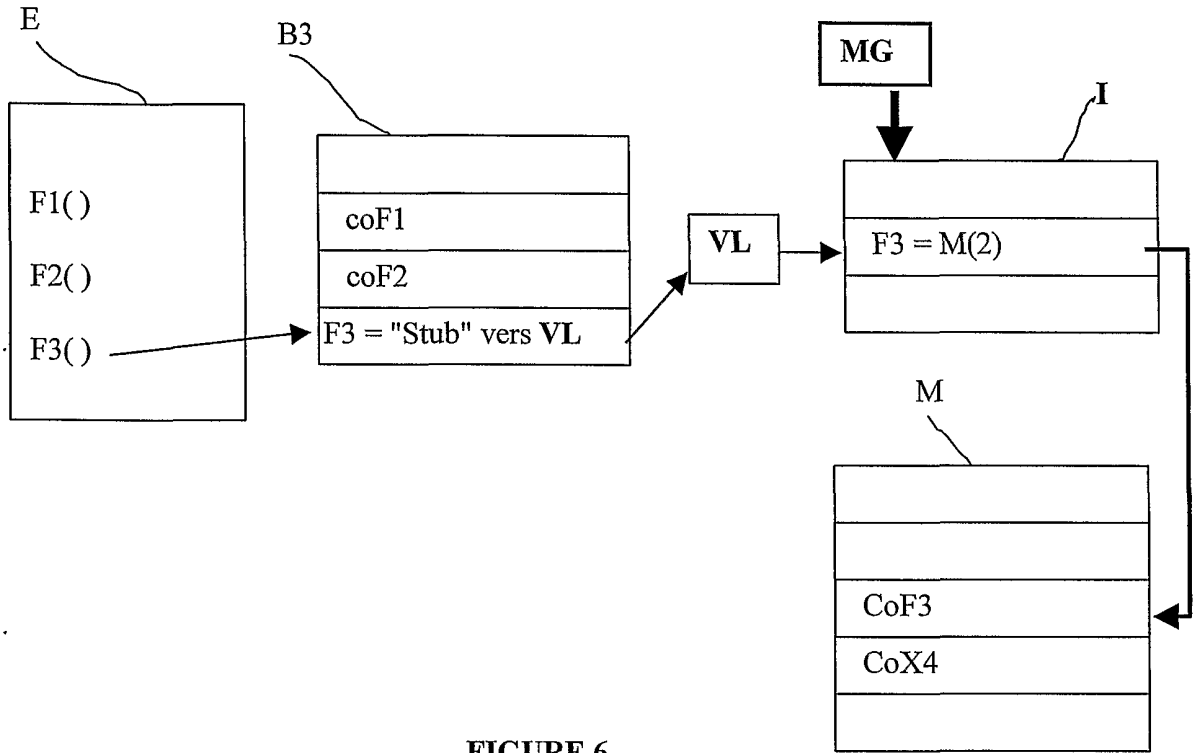 E
F1( )
F2( )
F3( )
B3
coF1
coF2
F3 = "Stub" vers VL
VL
MG
I
F3 = M(2)
M
CoF3
CoX4
FIGURE 6